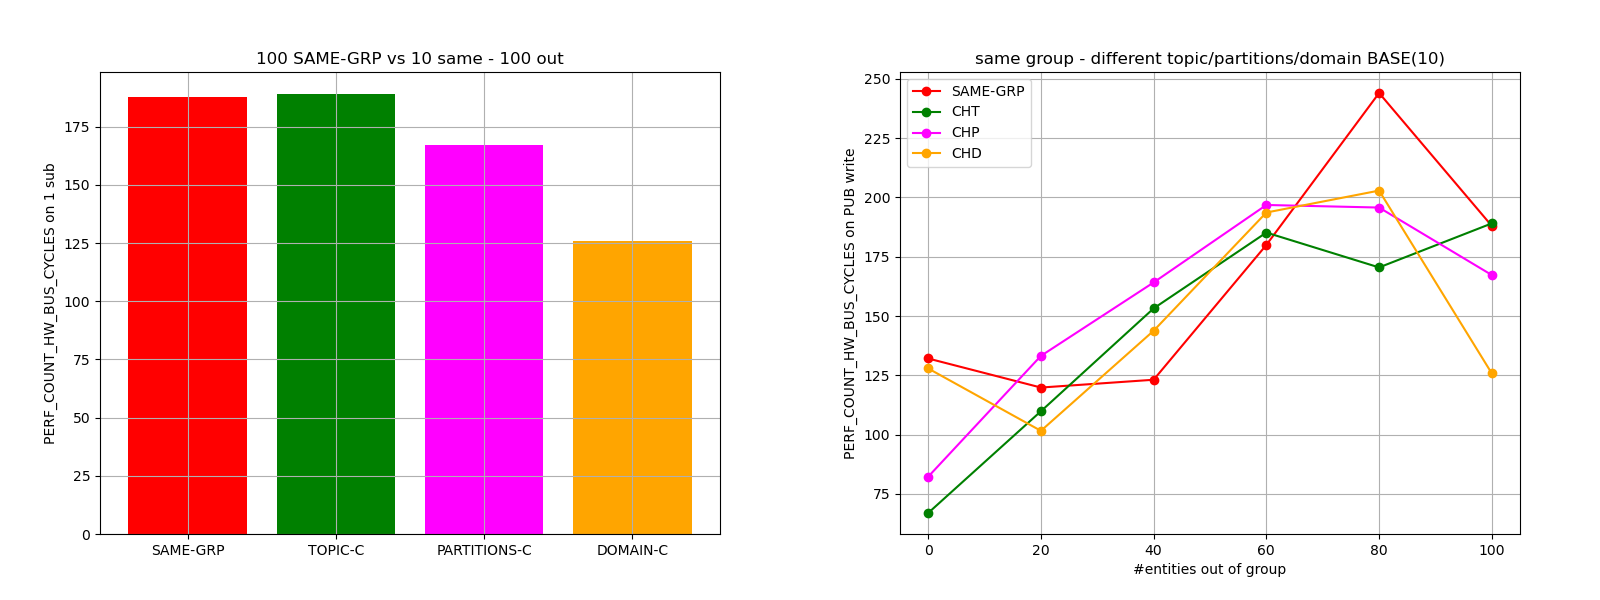 100 SAME-GRP vs 10 same - 100 out
PERF_COUNT_HW_BUS_CYCLES on 1 sub
175
150
125
100
75
50
25
0
SAME-GRP TOPIC-C PARTITIONS-C DOMAIN-C
same group - different topic/partitions/domain BASE(10)
PERF_COUNT_HW_BUS_CYCLES on PUB write
250
225
200
175
150
125
100
75
SAME-GRP
CHT
CHP
CHD
0 20 40 60 80 100
#entities out of group